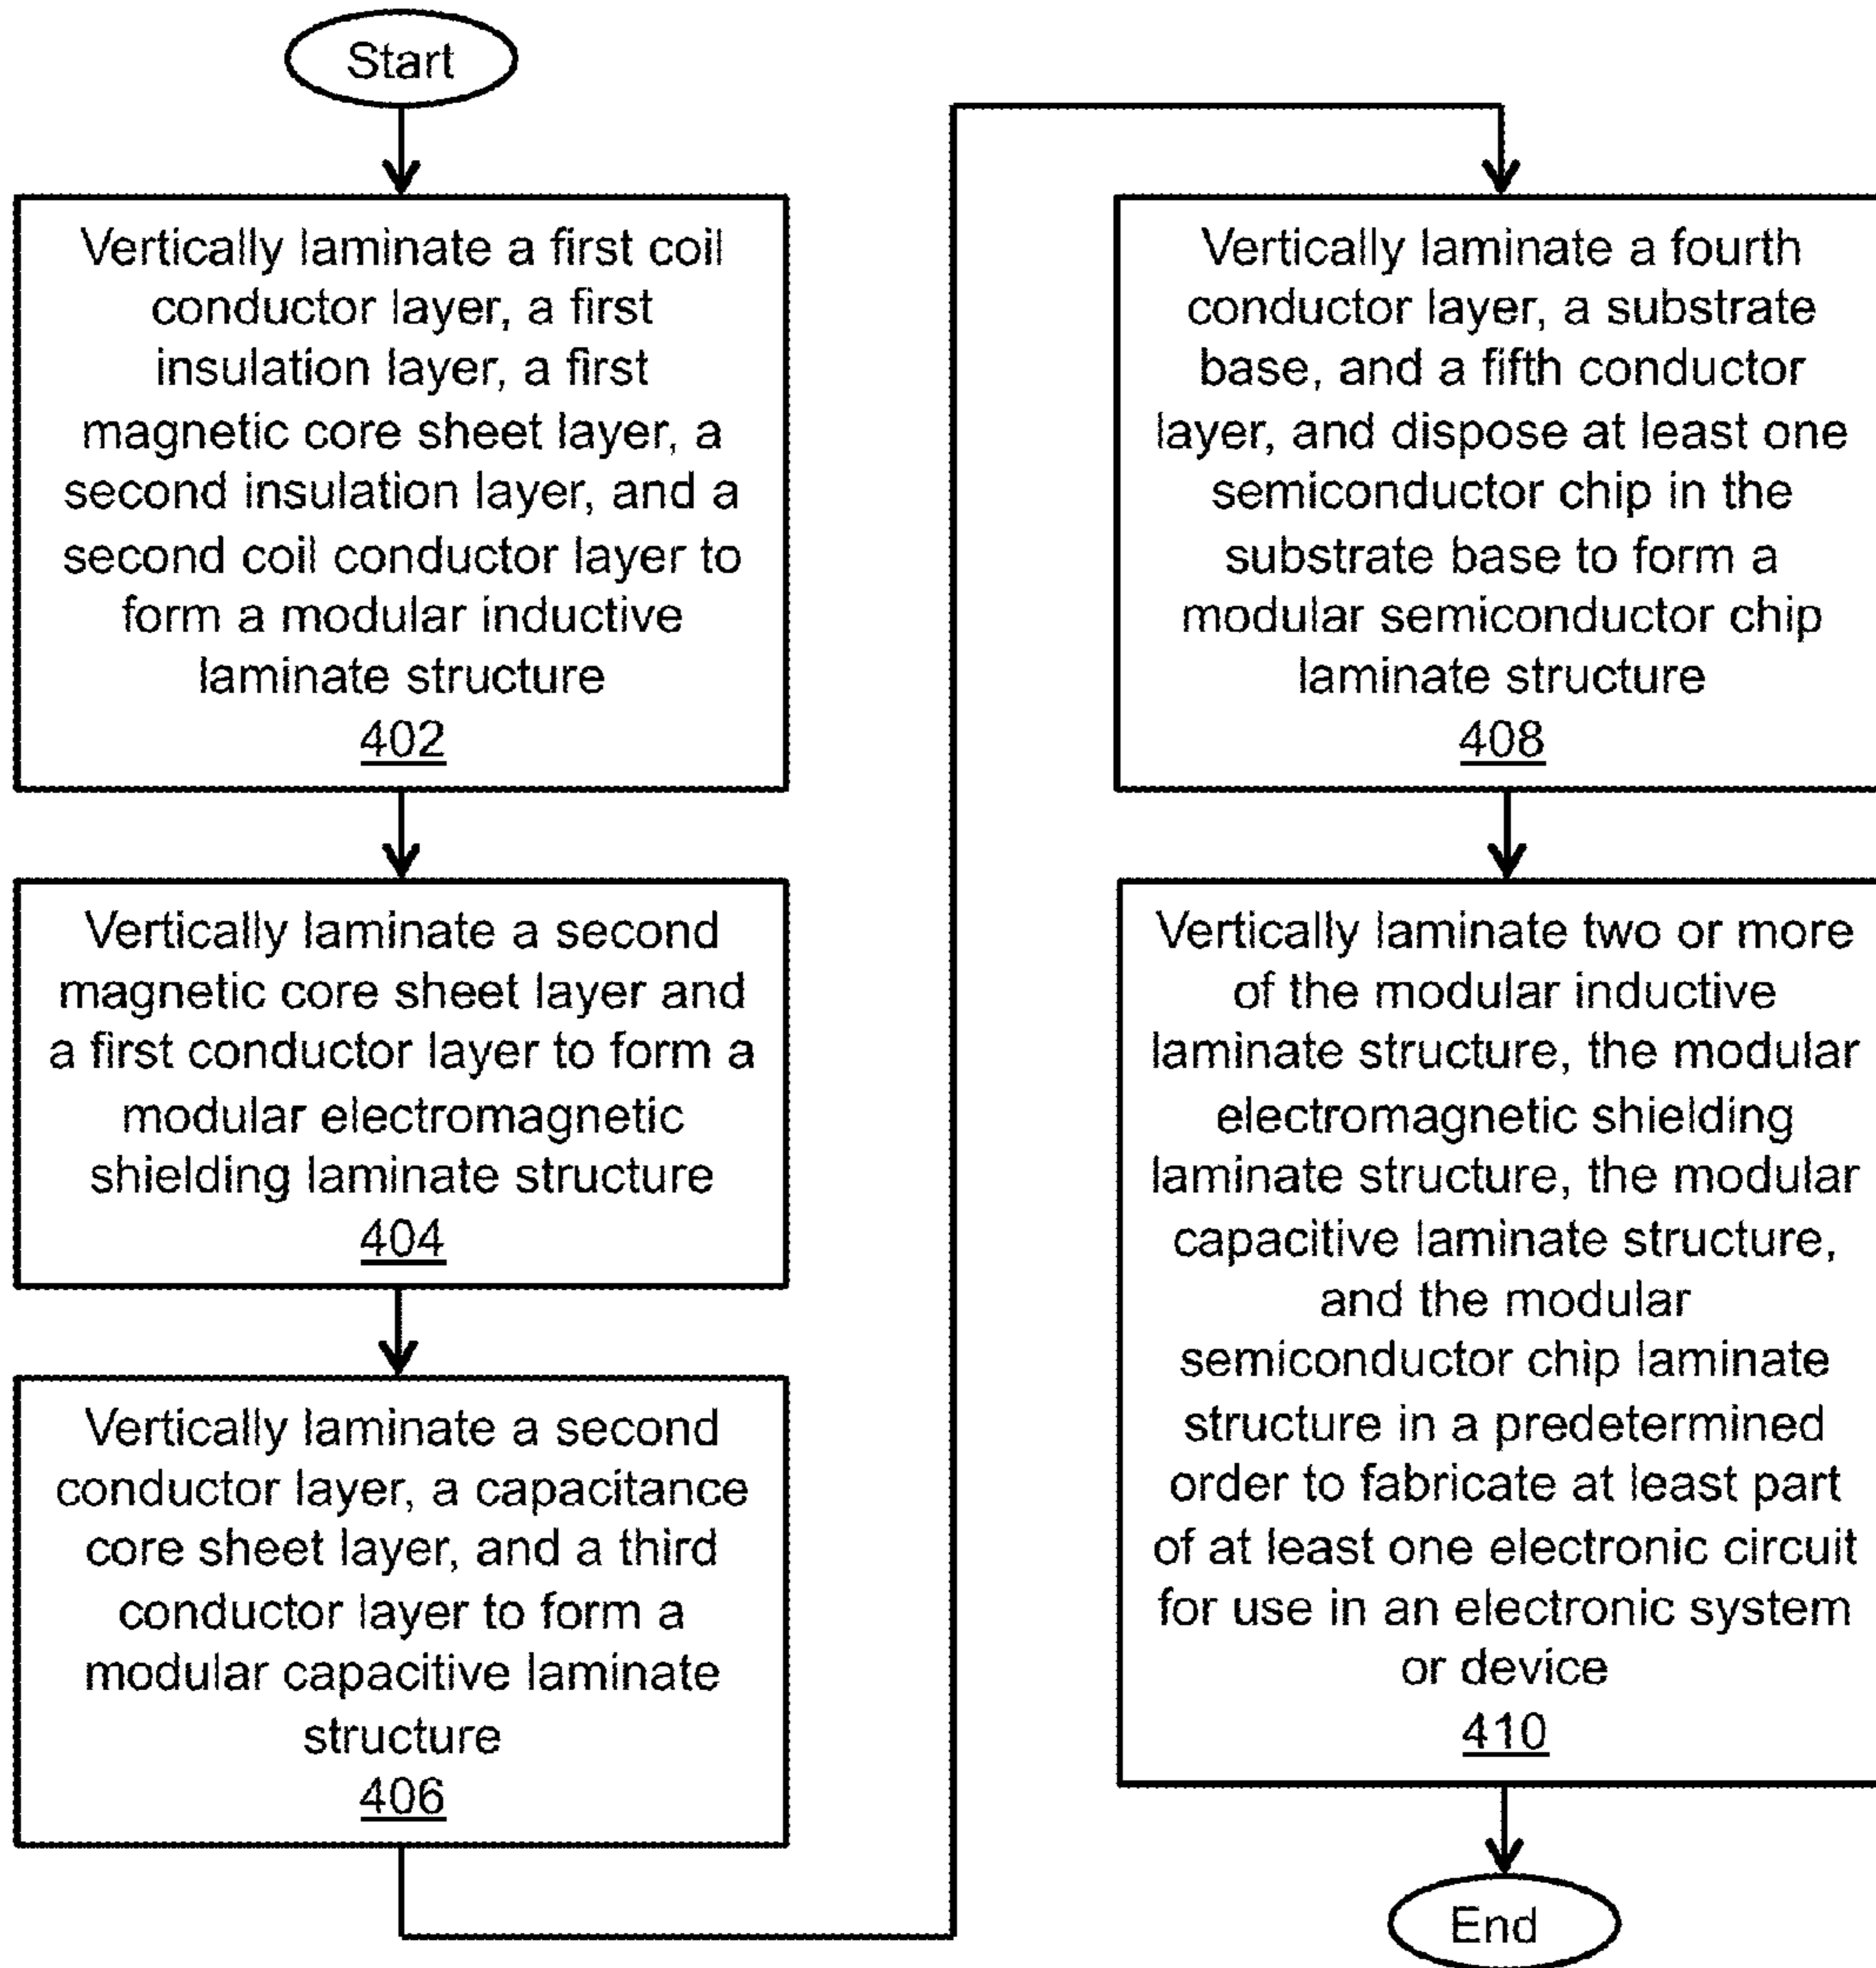 Start
Vertically laminate a first coil
conductor layer, a first
insulation layer, a first
magnetic core sheet layer, a
second insulation layer, and a
second coil conductor layer to
form a modular inductive
laminate structure
402
Vertically laminate a second
magnetic core sheet layer and
a first conductor layer to form a
modular electromagnetic
shielding laminate structure
404
Vertically laminate a second
conductor layer, a capacitance
core sheet layer, and a third
conductor layer to form a
modular capacitive laminate
structure
406
Vertically laminate a fourth
conductor layer, a substrate
base, and a fifth conductor
layer, and dispose at least one
semiconductor chip in the
substrate base to form a
modular semiconductor chip
laminate structure
408
Vertically laminate two or more
of the modular inductive
laminate structure, the modular
electromagnetic shielding
laminate structure, the modular
capacitive laminate structure,
and the modular
semiconductor chip laminate
structure in a predetermined
order to fabricate at least part
of at least one electronic circuit
for use in an electronic system
or device
410
End